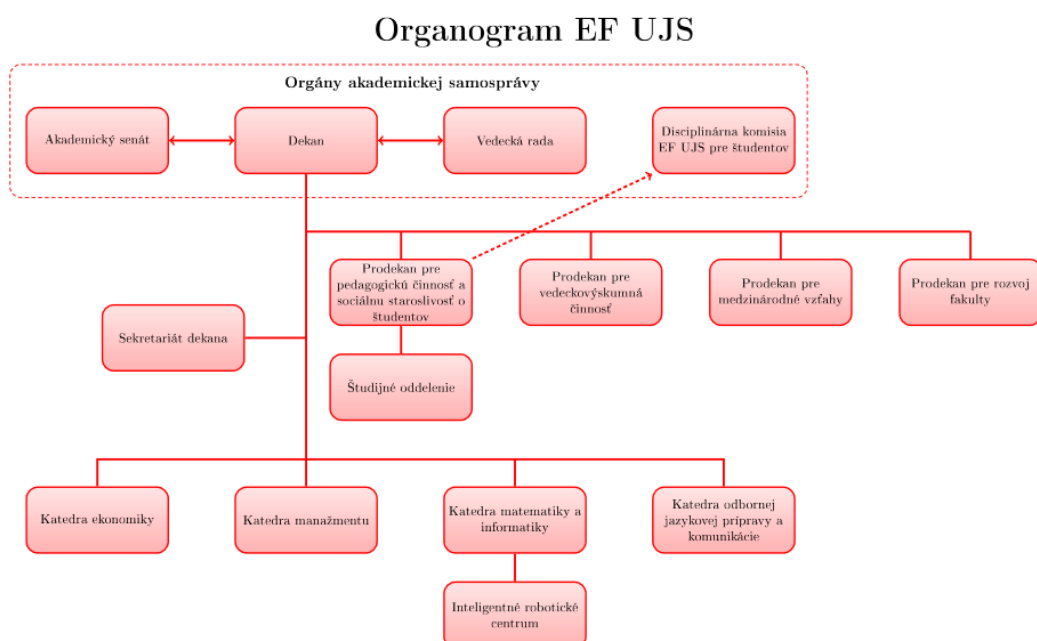 Organogram EF UJS
Orgány akademickej samosprávy
Akademický senát
Dekan
Vedecká rada
Disciplinárna komisia
EF UJS pre študentov
Prodekan pre
pedagogickú činnosť a
sociálnu staroslivosť o
študentov
Prodekan pre
vedeckovýskumná
činnosť
Prodekan pre
medzinárodné vzťahy
Prodekan pre rozvoj
fakulty
Sekretariát dekana
Študijné oddelenie
Katedra ekonomiky
Katedra manažmentu
Katedra matematiky a
informatiky
Katedra odbornej
jazykovej prípravy a
komunikácie
Inteligentné robotické
centrum